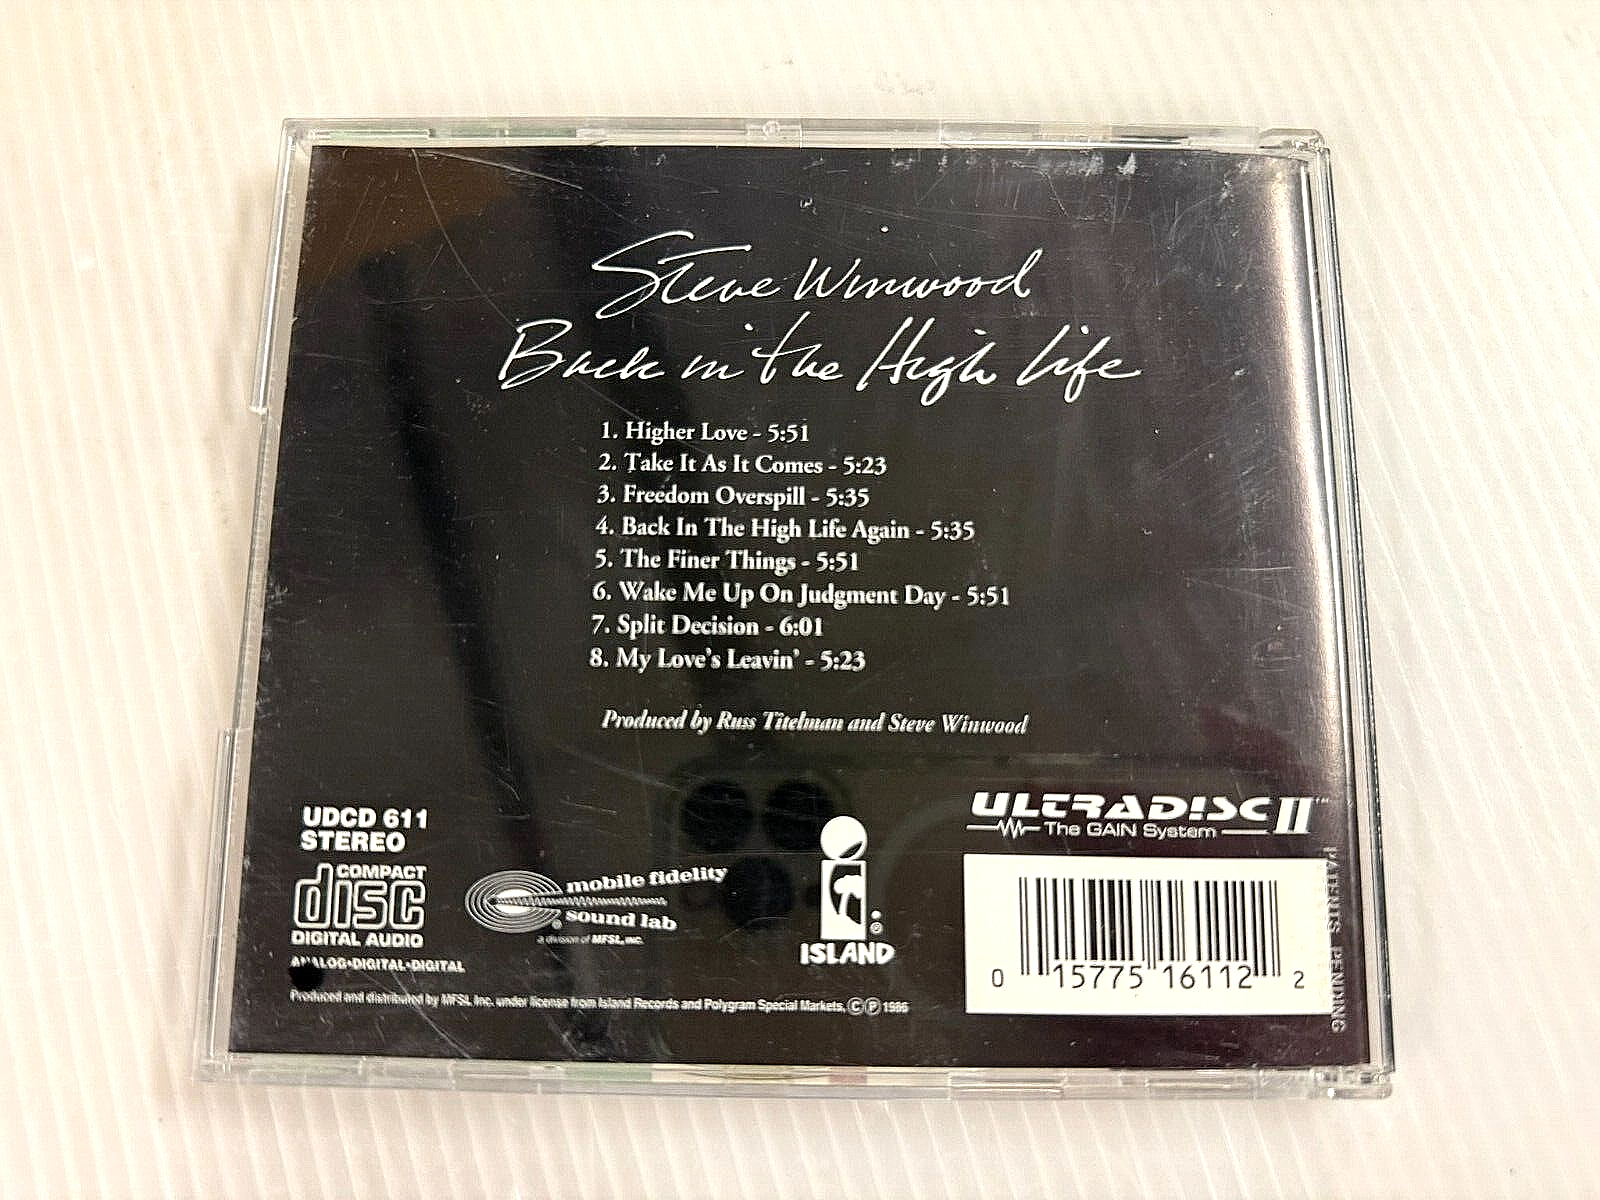 Steve Winwood
Back in the High Life
1. Higher Love - 5:51
2. Take It As It Comes - 5:23
3. Freedom Overspill - 5:35
4. Back In The High Life Again - 5:35
5. The Finer Things - 5:51
6. Wake Me Up On Judgment Day - 5:51
7. Split Decision - 6:01
8. My Love's Leavin' - 5:23
Produced by Russ Titelman and Steve Winwood
UDCD 611
STEREO
COMPACT
disc
DIGITAL AUDIO
ANALOG•DIGITAL•DIGITAL
mobile fidelity
sound lab
®
a division of MFSL, inc.
®
ISLAND
ULTRADISC II™
The GAIN System
0 15775 16112 2
PATENTS PENDING
Produced and distributed by MFSL Inc. under license from Island Records and Polygram Special Markets, Ⓒ Ⓟ 1986